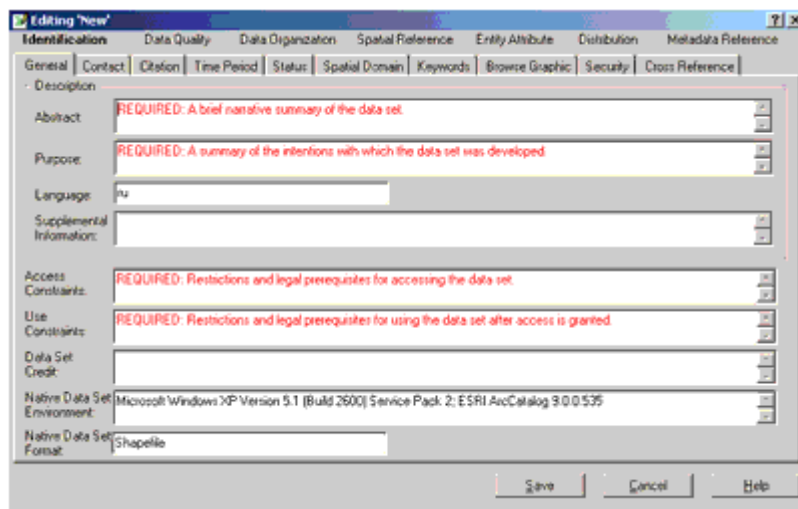 Editing 'New'
Identification Data Quality Data Organization Spatial Reference Entity Attribute Distribution Metadata Reference
General Contact Citation Time Period Status Spatial Domain Keywords Browse Graphic Security Cross Reference
Description
Abstract: REQUIRED: A brief narrative summary of the data set.
Purpose: REQUIRED: A summary of the intentions with which the data set was developed.
Language: ru
Supplemental
Information:
Access
Constraints: REQUIRED: Restrictions and legal prerequisites for accessing the data set.
Use
Constraints: REQUIRED: Restrictions and legal prerequisites for using the data set after access is granted.
Data Set
Credit:
Native Data Set
Environment: Microsoft Windows XP Version 5.1 (Build 2600) Service Pack 2; ESRI ArcCatalog 9.0.0.535
Native Data Set
Format: Shapefile
Save Cancel Help